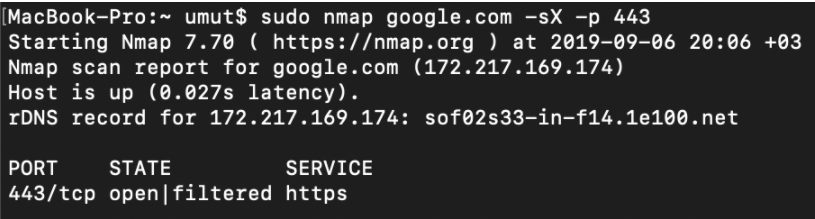 [MacBook-Pro:~ umut$ sudo nmap google.com -sX -p 443
Starting Nmap 7.70 ( https://nmap.org ) at 2019-09-06 20:06 +03
Nmap scan report for google.com (172.217.169.174)
Host is up (0.027s latency).
rDNS record for 172.217.169.174: sof02s33-in-f14.1e100.net

PORT    STATE         SERVICE
443/tcp open|filtered https